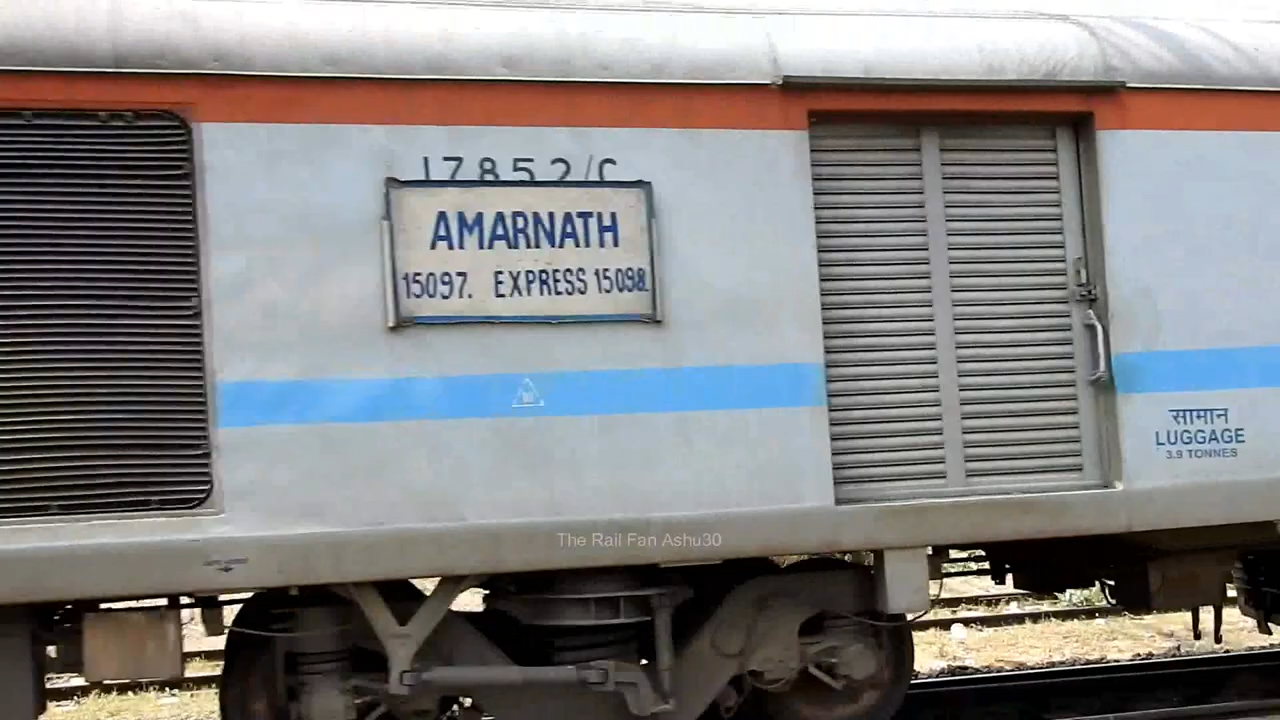 17852/C
AMARNATH
15097. EXPRESS 15098.
सामान
LUGGAGE
3.9 TONNES
The Rail Fan Ashu30